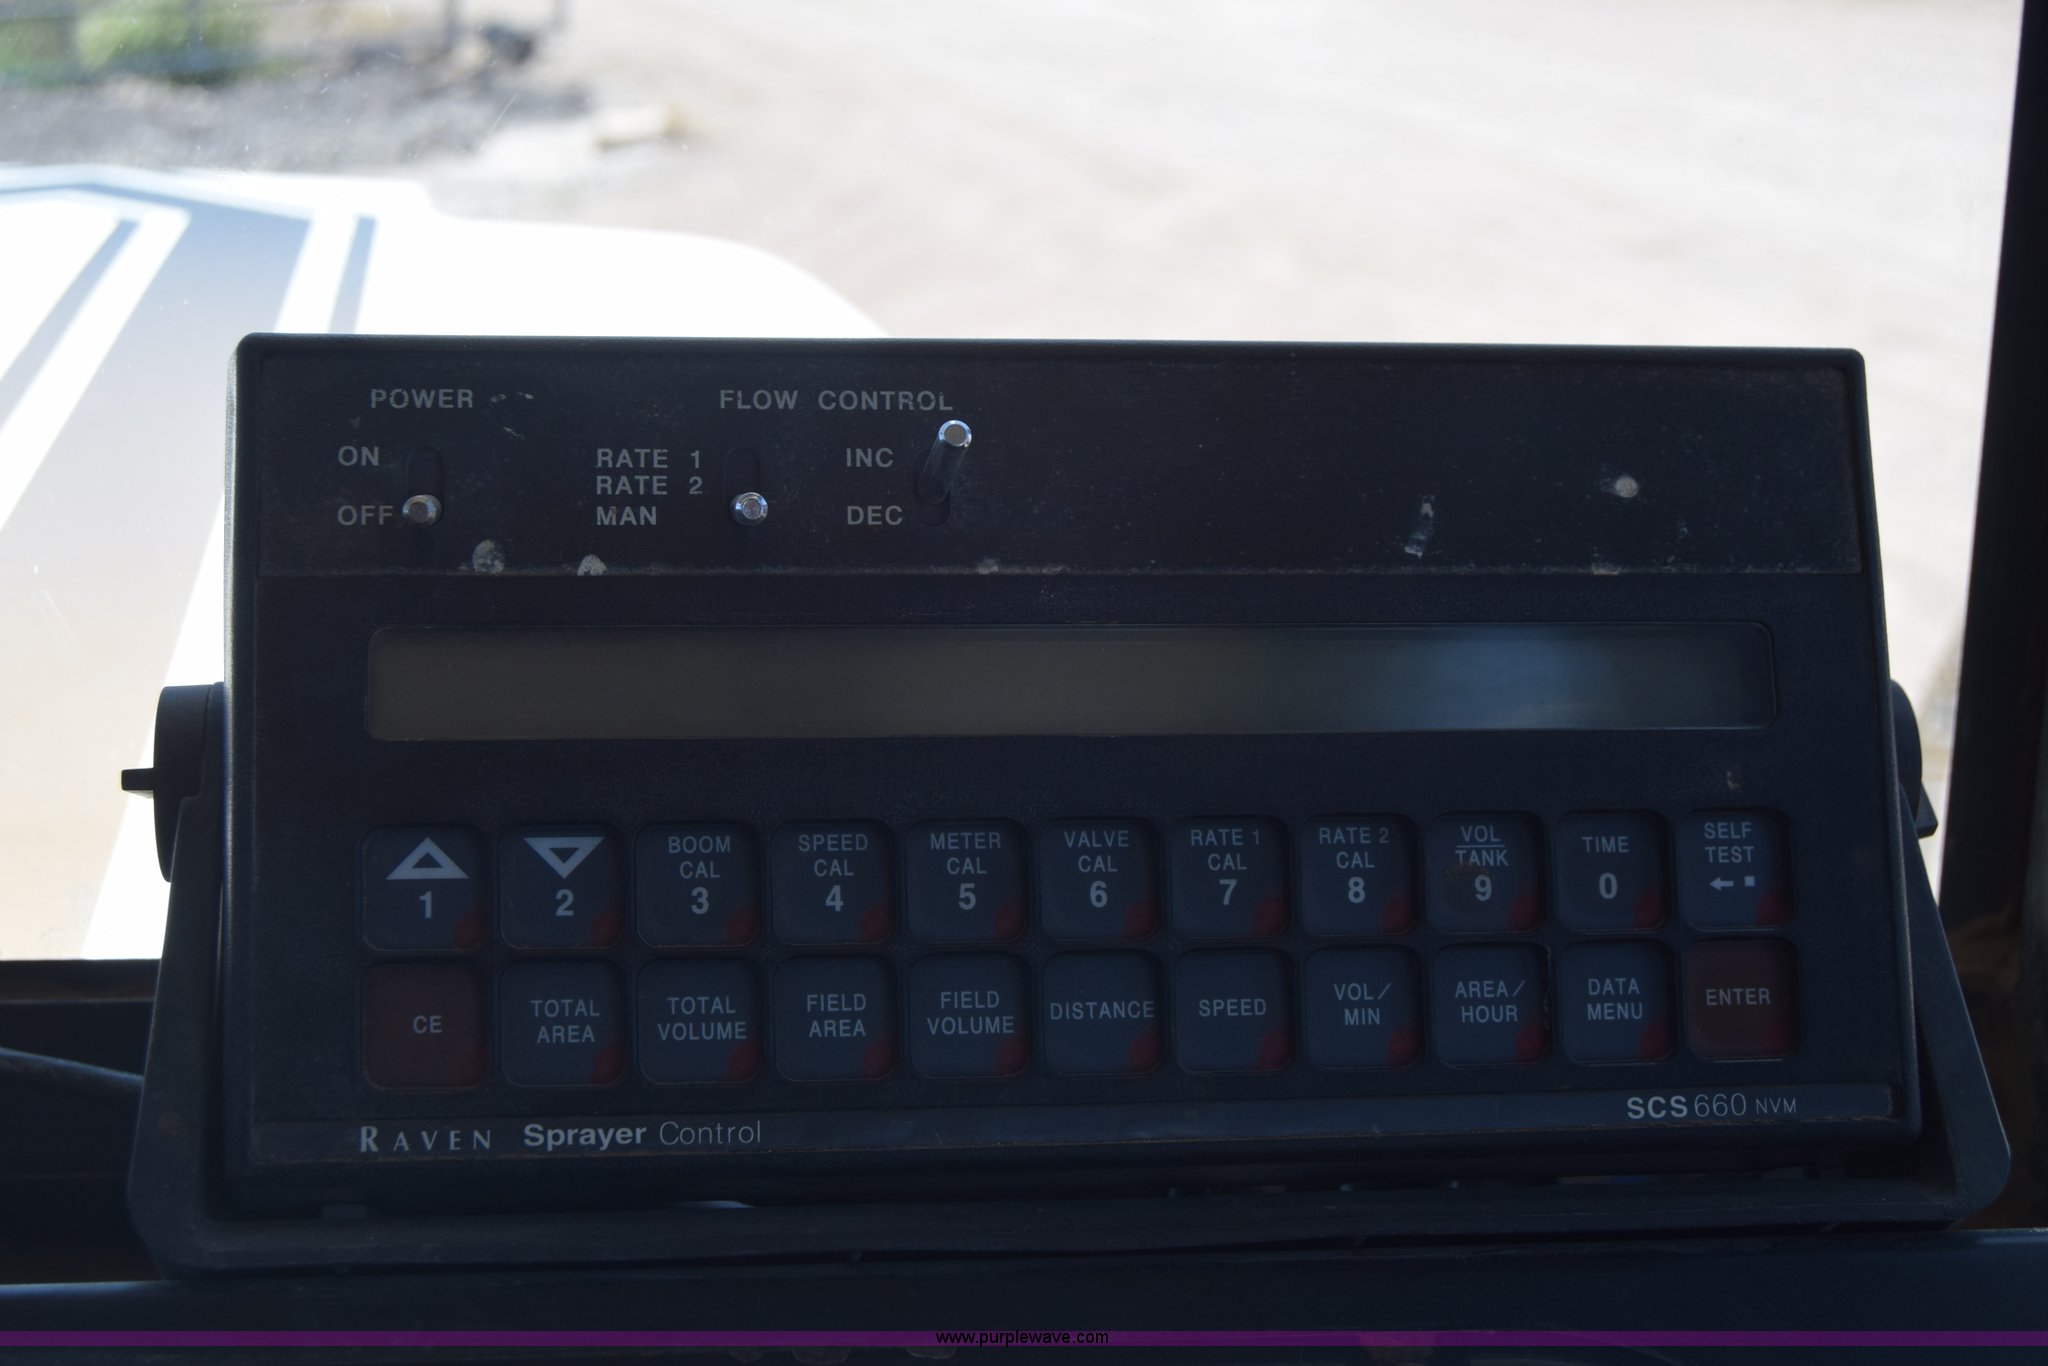 POWER
FLOW CONTROL
ON
RATE 1
INC
RATE 2
OFF
MAN
DEC
1
2
BOOM
CAL
3
SPEED
CAL
4
METER
CAL
5
VALVE
CAL
6
RATE 1
CAL
7
RATE 2
CAL
8
VOL
TANK
9
TIME
0
SELF
TEST
CE
TOTAL
AREA
TOTAL
VOLUME
FIELD
AREA
FIELD
VOLUME
DISTANCE
SPEED
VOL/
MIN
AREA/
HOUR
DATA
MENU
ENTER
RAVEN Sprayer Control
SCS 660 NVM
www.purplewave.com